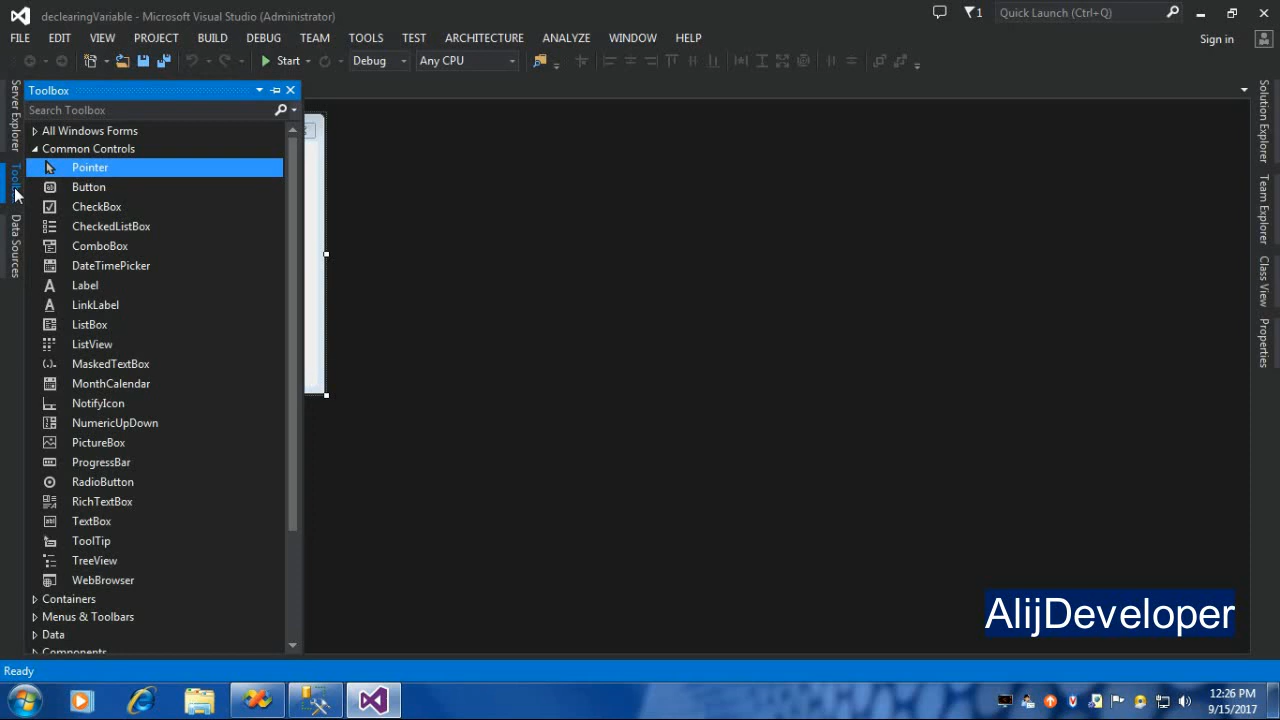 declearingVariable - Microsoft Visual Studio (Administrator)
1
Quick Launch (Ctrl+Q)
FILE EDIT VIEW PROJECT BUILD DEBUG TEAM TOOLS TEST ARCHITECTURE ANALYZE WINDOW HELP
Sign in
Start
Debug
Any CPU
Server Explorer
Data Sources
Toolbox
Search Toolbox
All Windows Forms
Common Controls
Pointer
Button
CheckBox
CheckedListBox
ComboBox
DateTimePicker
Label
LinkLabel
ListBox
ListView
MaskedTextBox
MonthCalendar
NotifyIcon
NumericUpDown
PictureBox
ProgressBar
RadioButton
RichTextBox
TextBox
ToolTip
TreeView
WebBrowser
Containers
Menus & Toolbars
Data
Components
Solution Explorer
Team Explorer
Class View
Properties
AlijDeveloper
Ready
12:26 PM
9/15/2017